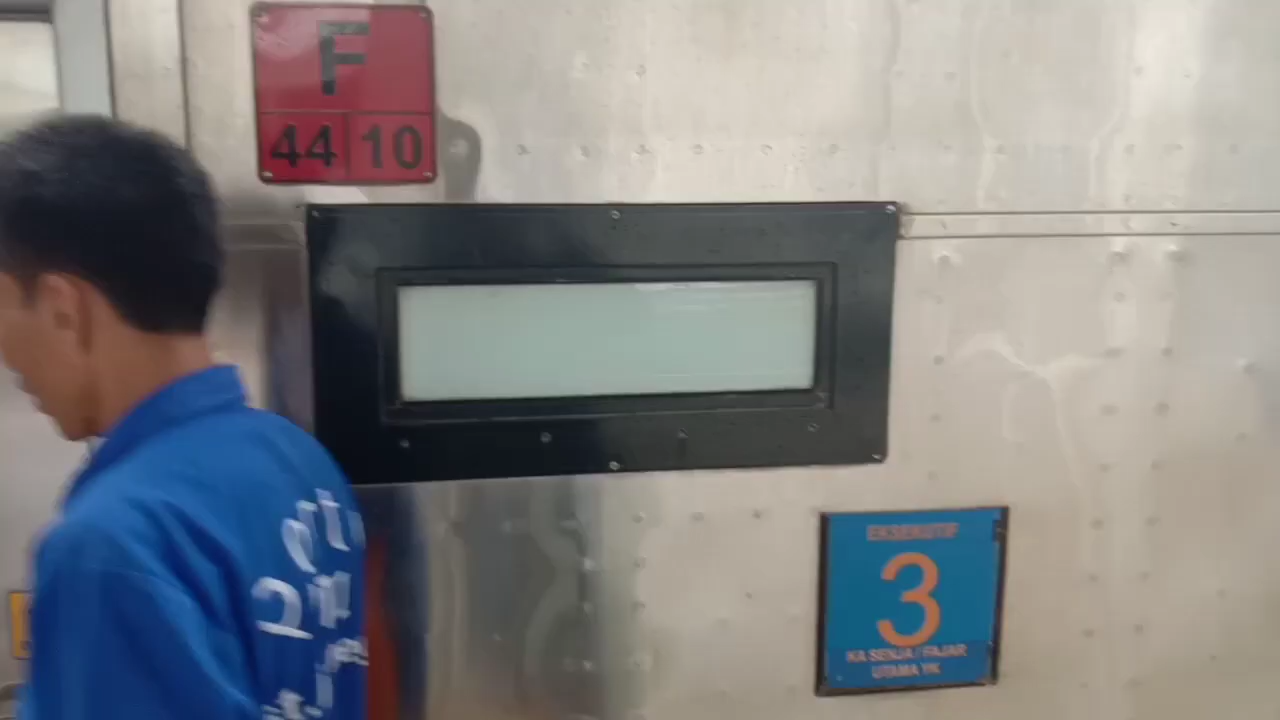 F
44 10
EKSEKUTIF
3
KA SENJA / FAJAR
UTAMA YK